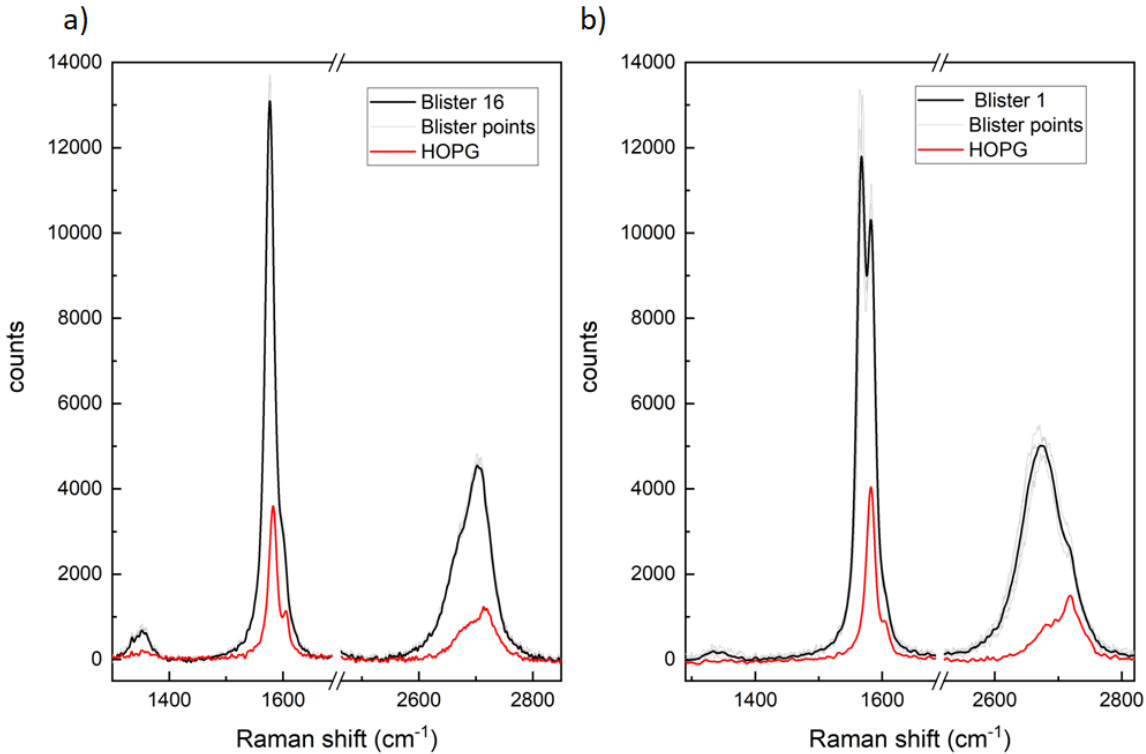 a)
14000
12000
10000
8000
6000
4000
2000
0
counts
Blister 16
Blister points
HOPG
1400
1600
2600
2800
Raman shift (cm⁻¹)
b)
14000
12000
10000
8000
6000
4000
2000
0
counts
Blister 1
Blister points
HOPG
1400
1600
2600
2800
Raman shift (cm⁻¹)